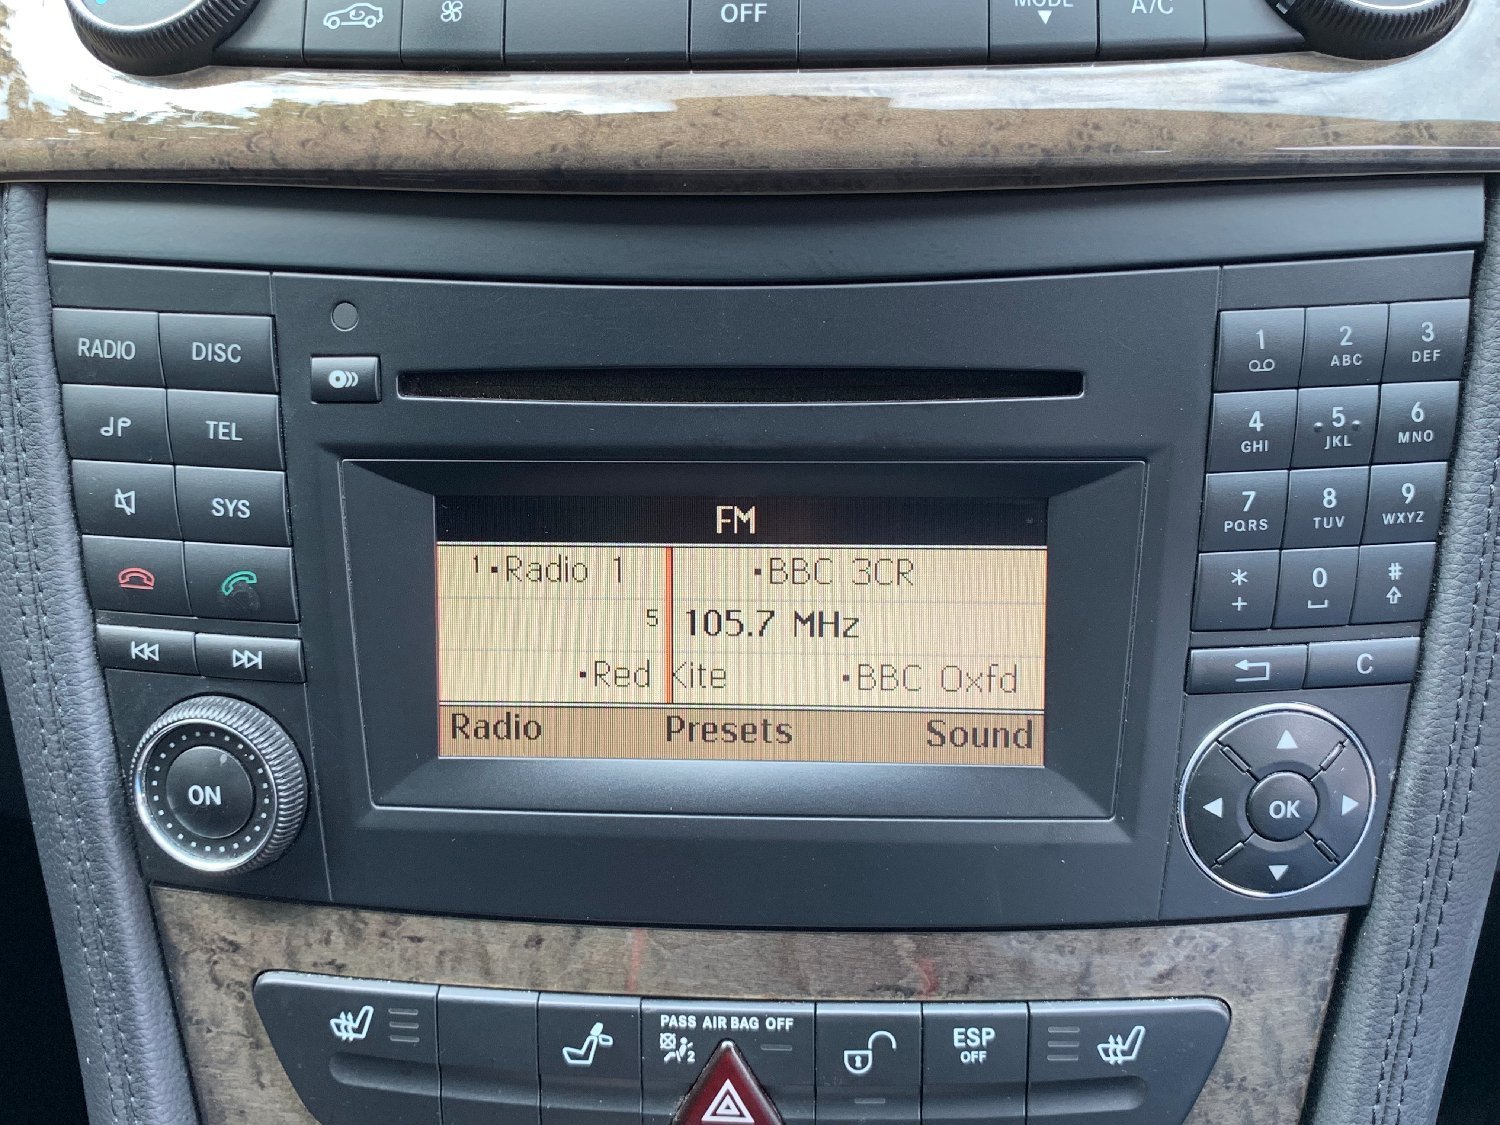 OFF
MODE
A/C
RADIO
DISC
TEL
SYS
ON
FM
1 Radio 1
BBC 3CR
5 105.7 MHz
Red Kite
BBC Oxfd
Radio Presets Sound
1
2 ABC
3 DEF
4 GHI
5 JKL
6 MNO
7 PQRS
8 TUV
9 WXYZ
*
+
0
#
C
OK
PASS AIR BAG OFF
2
ESP
OFF